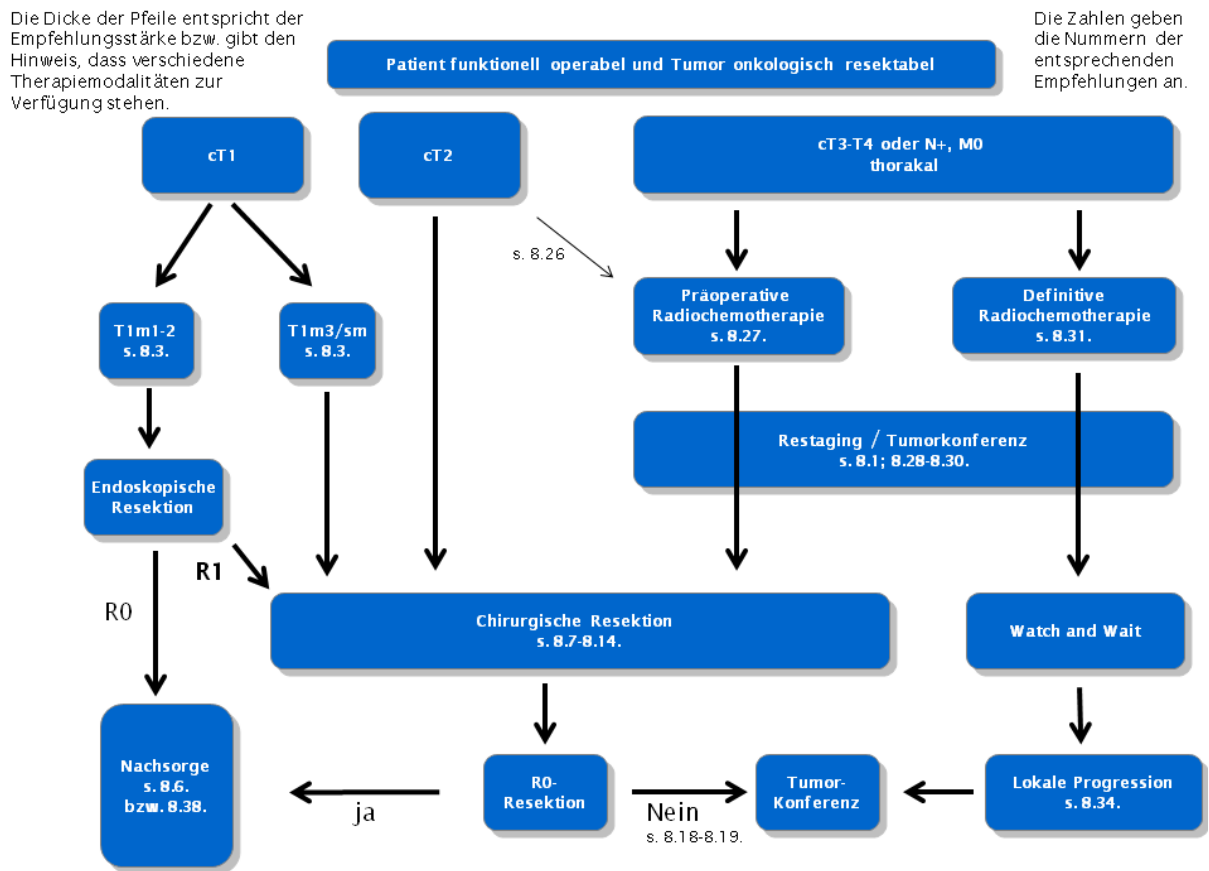 Die Dicke der Pfeile entspricht der
Empfehlungsstärke bzw. gibt den
Hinweis, dass verschiedene
Therapiemodalitäten zur
Verfügung stehen.
Patient funktionell operabel und Tumor onkologisch resektabel
Die Zahlen geben
die Nummern der
entsprechenden
Empfehlungen an.
cT1
cT2
cT3-T4 oder N+, M0
thorakal
s. 8.26
T1m1-2
s. 8.3.
T1m3/sm
s. 8.3.
Präoperative
Radiochemotherapie
s. 8.27.
Definitive
Radiochemotherapie
s. 8.31.
Restaging / Tumorkonferenz
s. 8.1; 8.28-8.30.
Endoskopische
Resektion
R1
R0
Chirurgische Resektion
s. 8.7-8.14.
Watch and Wait
Nachsorge
s. 8.6.
bzw. 8.38.
ja
R0-
Resektion
Nein
s. 8.18-8.19.
Tumor-
Konferenz
Lokale Progression
s. 8.34.